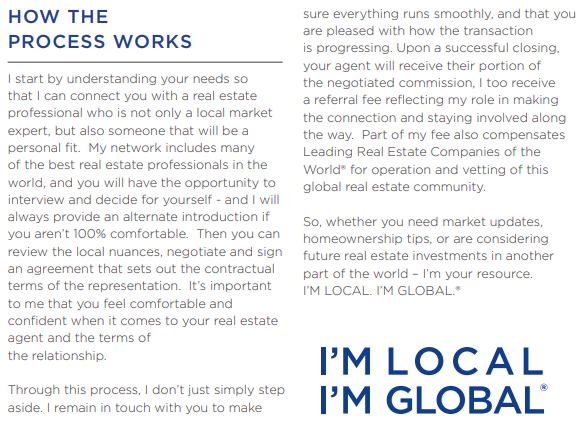 HOW THE
PROCESS WORKS
I start by understanding your needs so
that I can connect you with a real estate
professional who is not only a local market
expert, but also someone that will be a
personal fit.  My network includes many
of the best real estate professionals in the
world, and you will have the opportunity to
interview and decide for yourself - and I will
always provide an alternate introduction if
you aren’t 100% comfortable.  Then you can
review the local nuances, negotiate and sign
an agreement that sets out the contractual
terms of the representation.  It’s important
to me that you feel comfortable and
confident when it comes to your real estate
agent and the terms of
the relationship.
Through this process, I don’t just simply step
aside. I remain in touch with you to make
sure everything runs smoothly, and that you
are pleased with how the transaction
is progressing. Upon a successful closing,
your agent will receive their portion of
the negotiated commission, I too receive
a referral fee reflecting my role in making
the connection and staying involved along
the way.  Part of my fee also compensates
Leading Real Estate Companies of the
World® for operation and vetting of this
global real estate community.
So, whether you need market updates,
homeownership tips, or are considering
future real estate investments in another
part of the world – I’m your resource.
I’M LOCAL. I’M GLOBAL.®
I’M LOCAL
I’M GLOBAL®